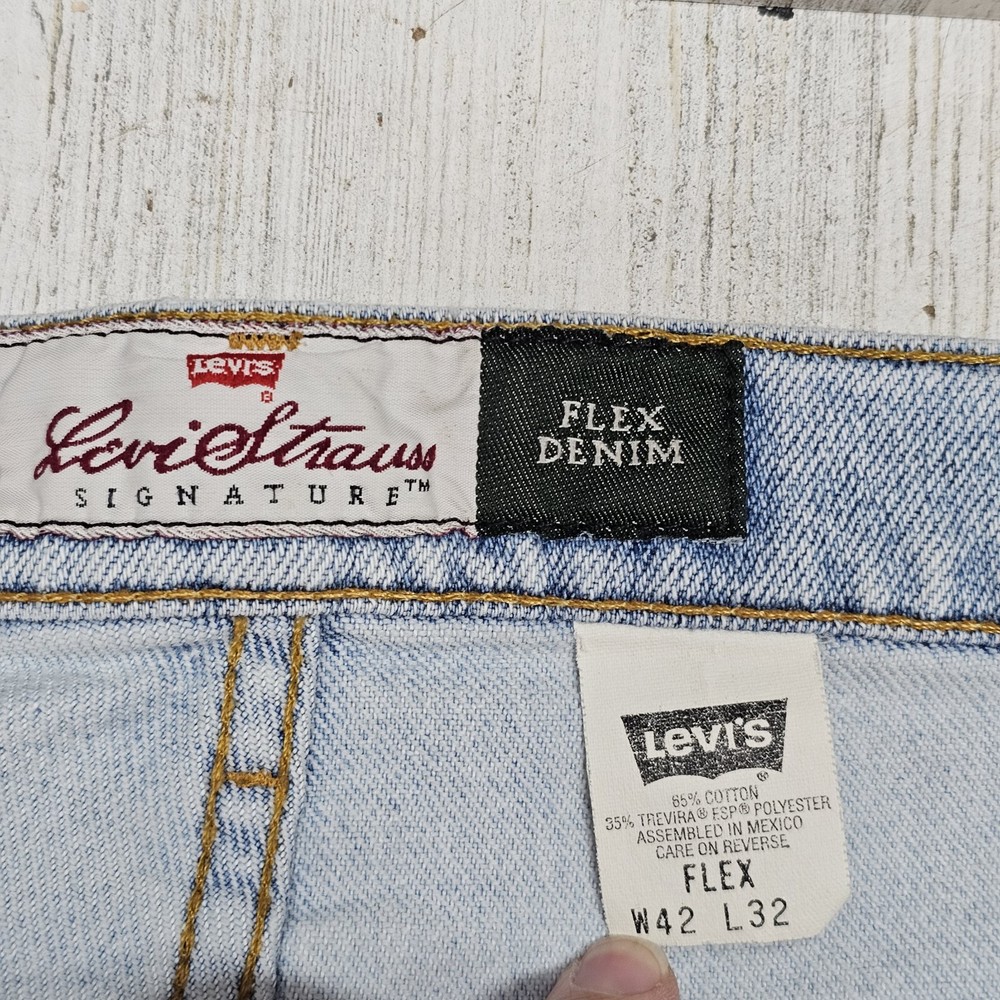 Levi's
®
Levi Strauss
SIGNATURE™
FLEX
DENIM
Levi's
®
65% COTTON
35% TREVIRA® ESP® POLYESTER
ASSEMBLED IN MEXICO
CARE ON REVERSE
FLEX
W42 L32